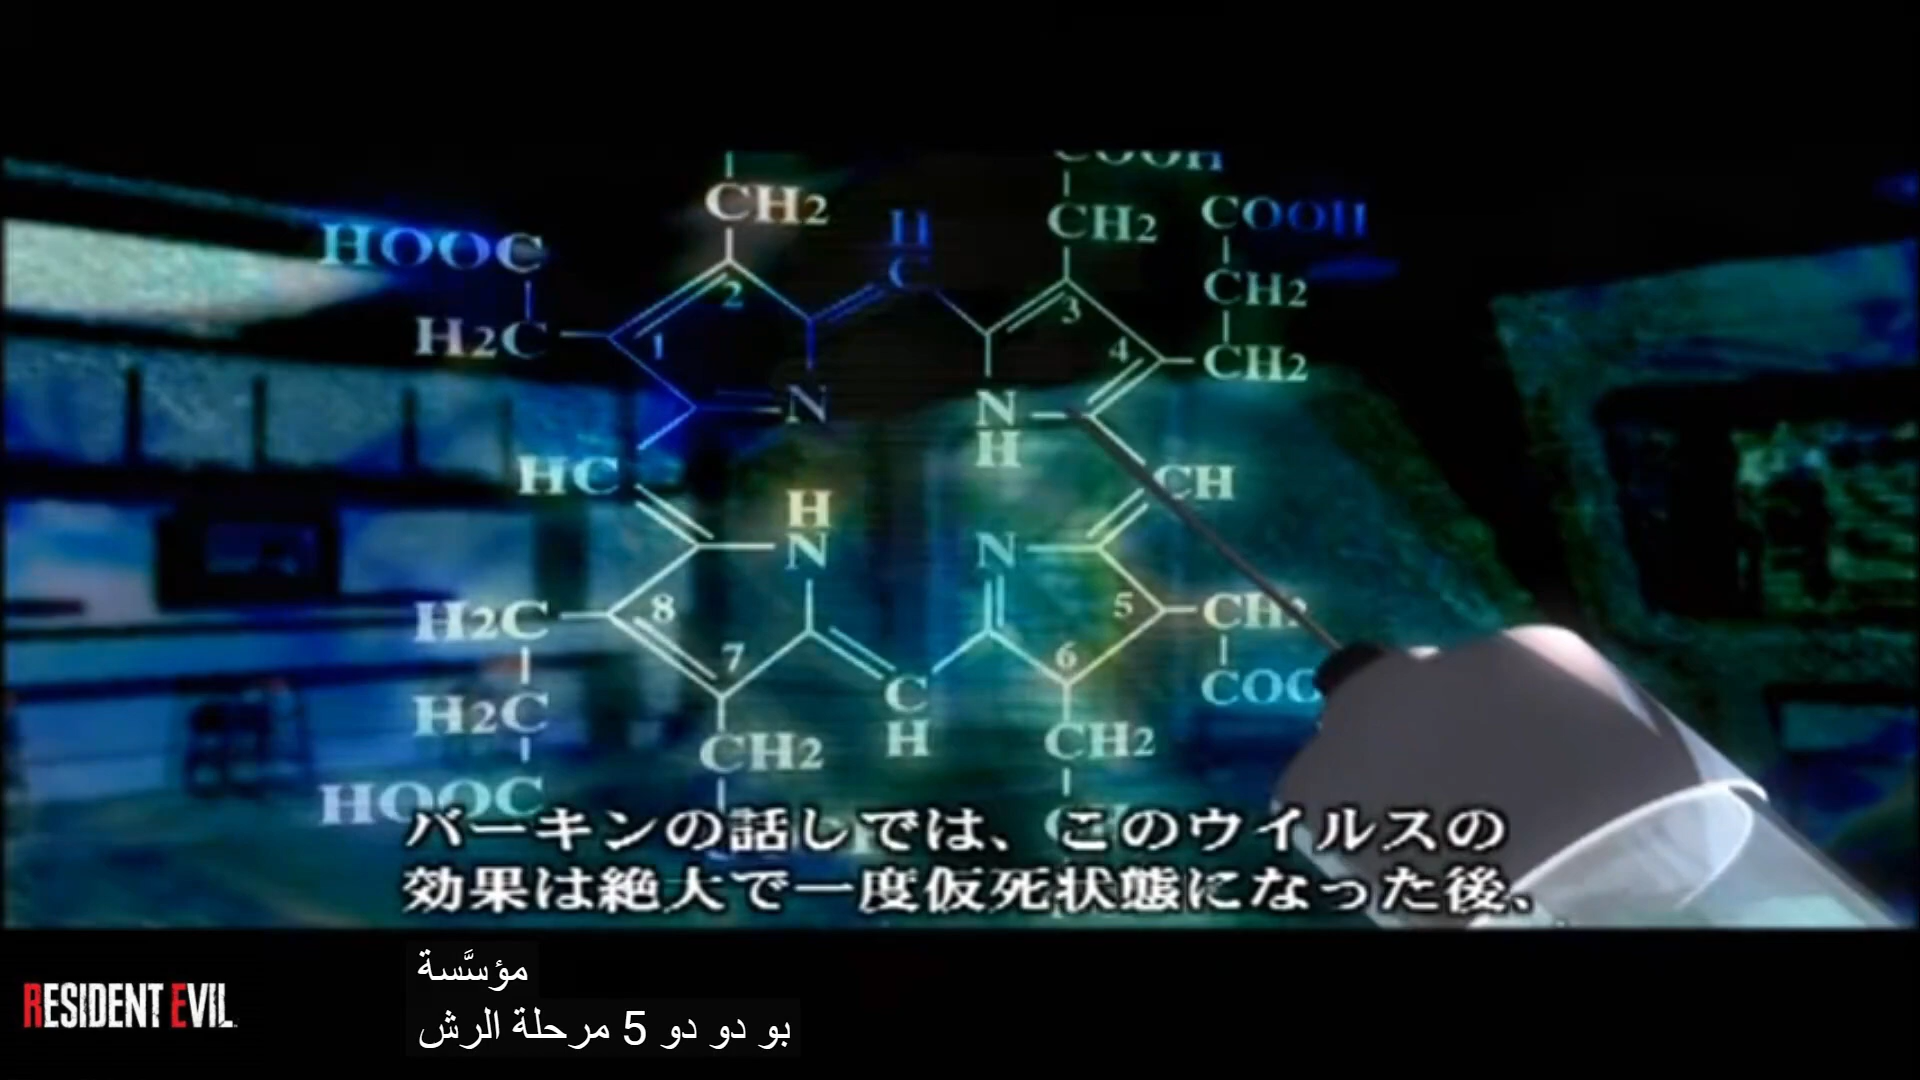 COOH
CH2
CH2
COOH
HOOC
H
C
CH2
H2C
2
3
1
4
CH2
N
N
H
HC
CH
H
N
N
H2C
8
5
CH2
7
6
H2C
C
H
COO
CH2
CH2
HOOC
バーキンの話しでは、このウイルスの
効果は絶大で一度仮死状態になった後、
مؤسَّسة
بو دو دو 5 مرحلة الرش
RESIDENT EVIL